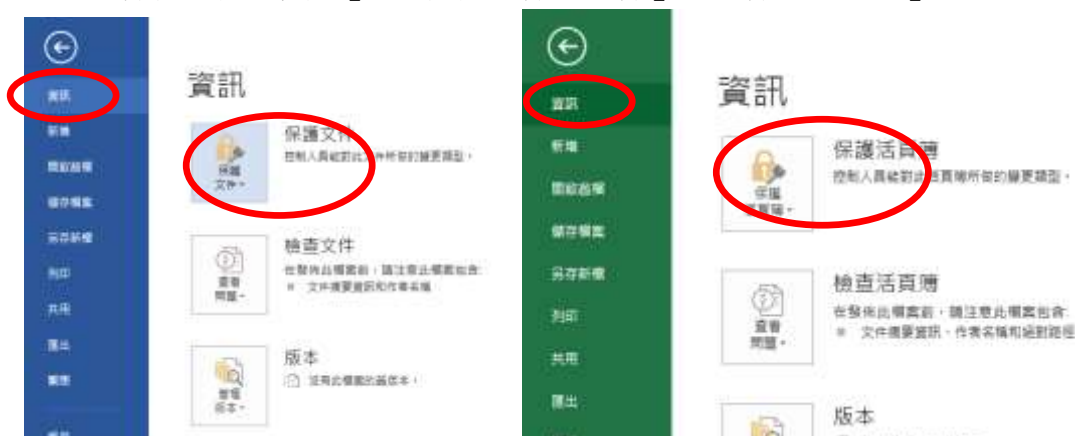 資訊
資訊
新增
開啟舊檔
儲存檔案
另存新檔
列印
共用
匯出
保護文件
控制人員能對此文件所做的變更類型。
保護
文件
檢查文件
在發佈此檔案前,請注意此檔案包含:
文件摘要資訊和作者名稱
查看
問題
版本
沒有此檔案的舊版本。
管理
版本
資訊
資訊
新增
開啟舊檔
儲存檔案
另存新檔
列印
共用
匯出
保護活頁簿
控制人員能對此活頁簿所做的變更類型。
保護
活頁簿
檢查活頁簿
在發佈此檔案前,請注意此檔案包含:
文件摘要資訊、作者名稱和絕對路徑
查看
問題
版本